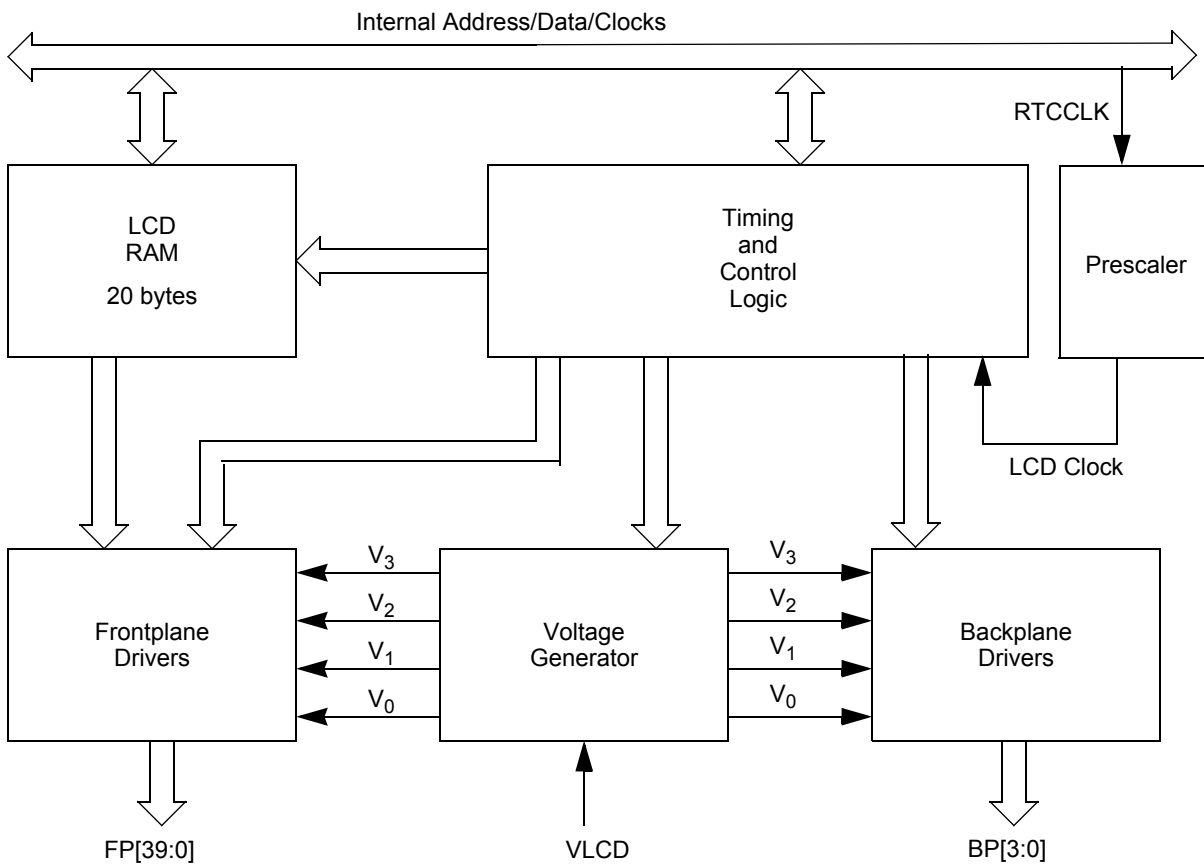 Internal Address/Data/Clocks
RTCCLK
LCD
RAM
20 bytes
Timing
and
Control
Logic
Prescaler
LCD Clock
V3
V2
V1
V0
V3
V2
V1
V0
Frontplane
Drivers
Voltage
Generator
Backplane
Drivers
FP[39:0]
VLCD
BP[3:0]